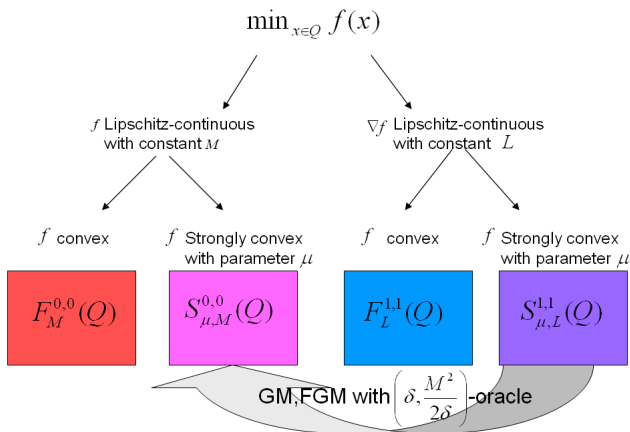 min_{x∈Q} f(x)
f Lipschitz-continuous
with constant M
∇f Lipschitz-continuous
with constant L
f convex
f Strongly convex
with parameter μ
f convex
f Strongly convex
with parameter μ
F_M^{0,0}(Q)
S_{μ,M}^{0,0}(Q)
F_L^{1,1}(Q)
S_{μ,L}^{1,1}(Q)
GM,FGM with (δ, M²/2δ)-oracle